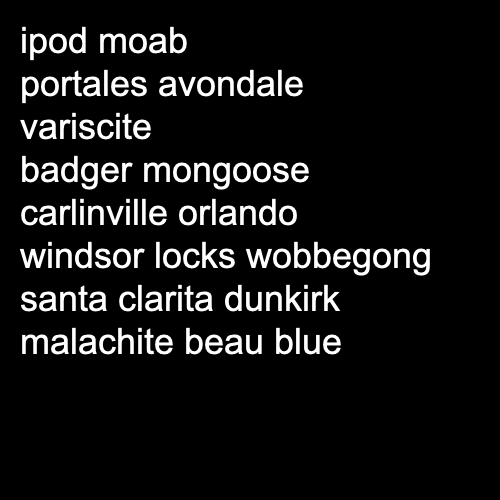 ipod moab
portales avondale
variscite
badger mongoose
carlinville orlando
windsor locks wobbegong
santa clarita dunkirk
malachite beau blue